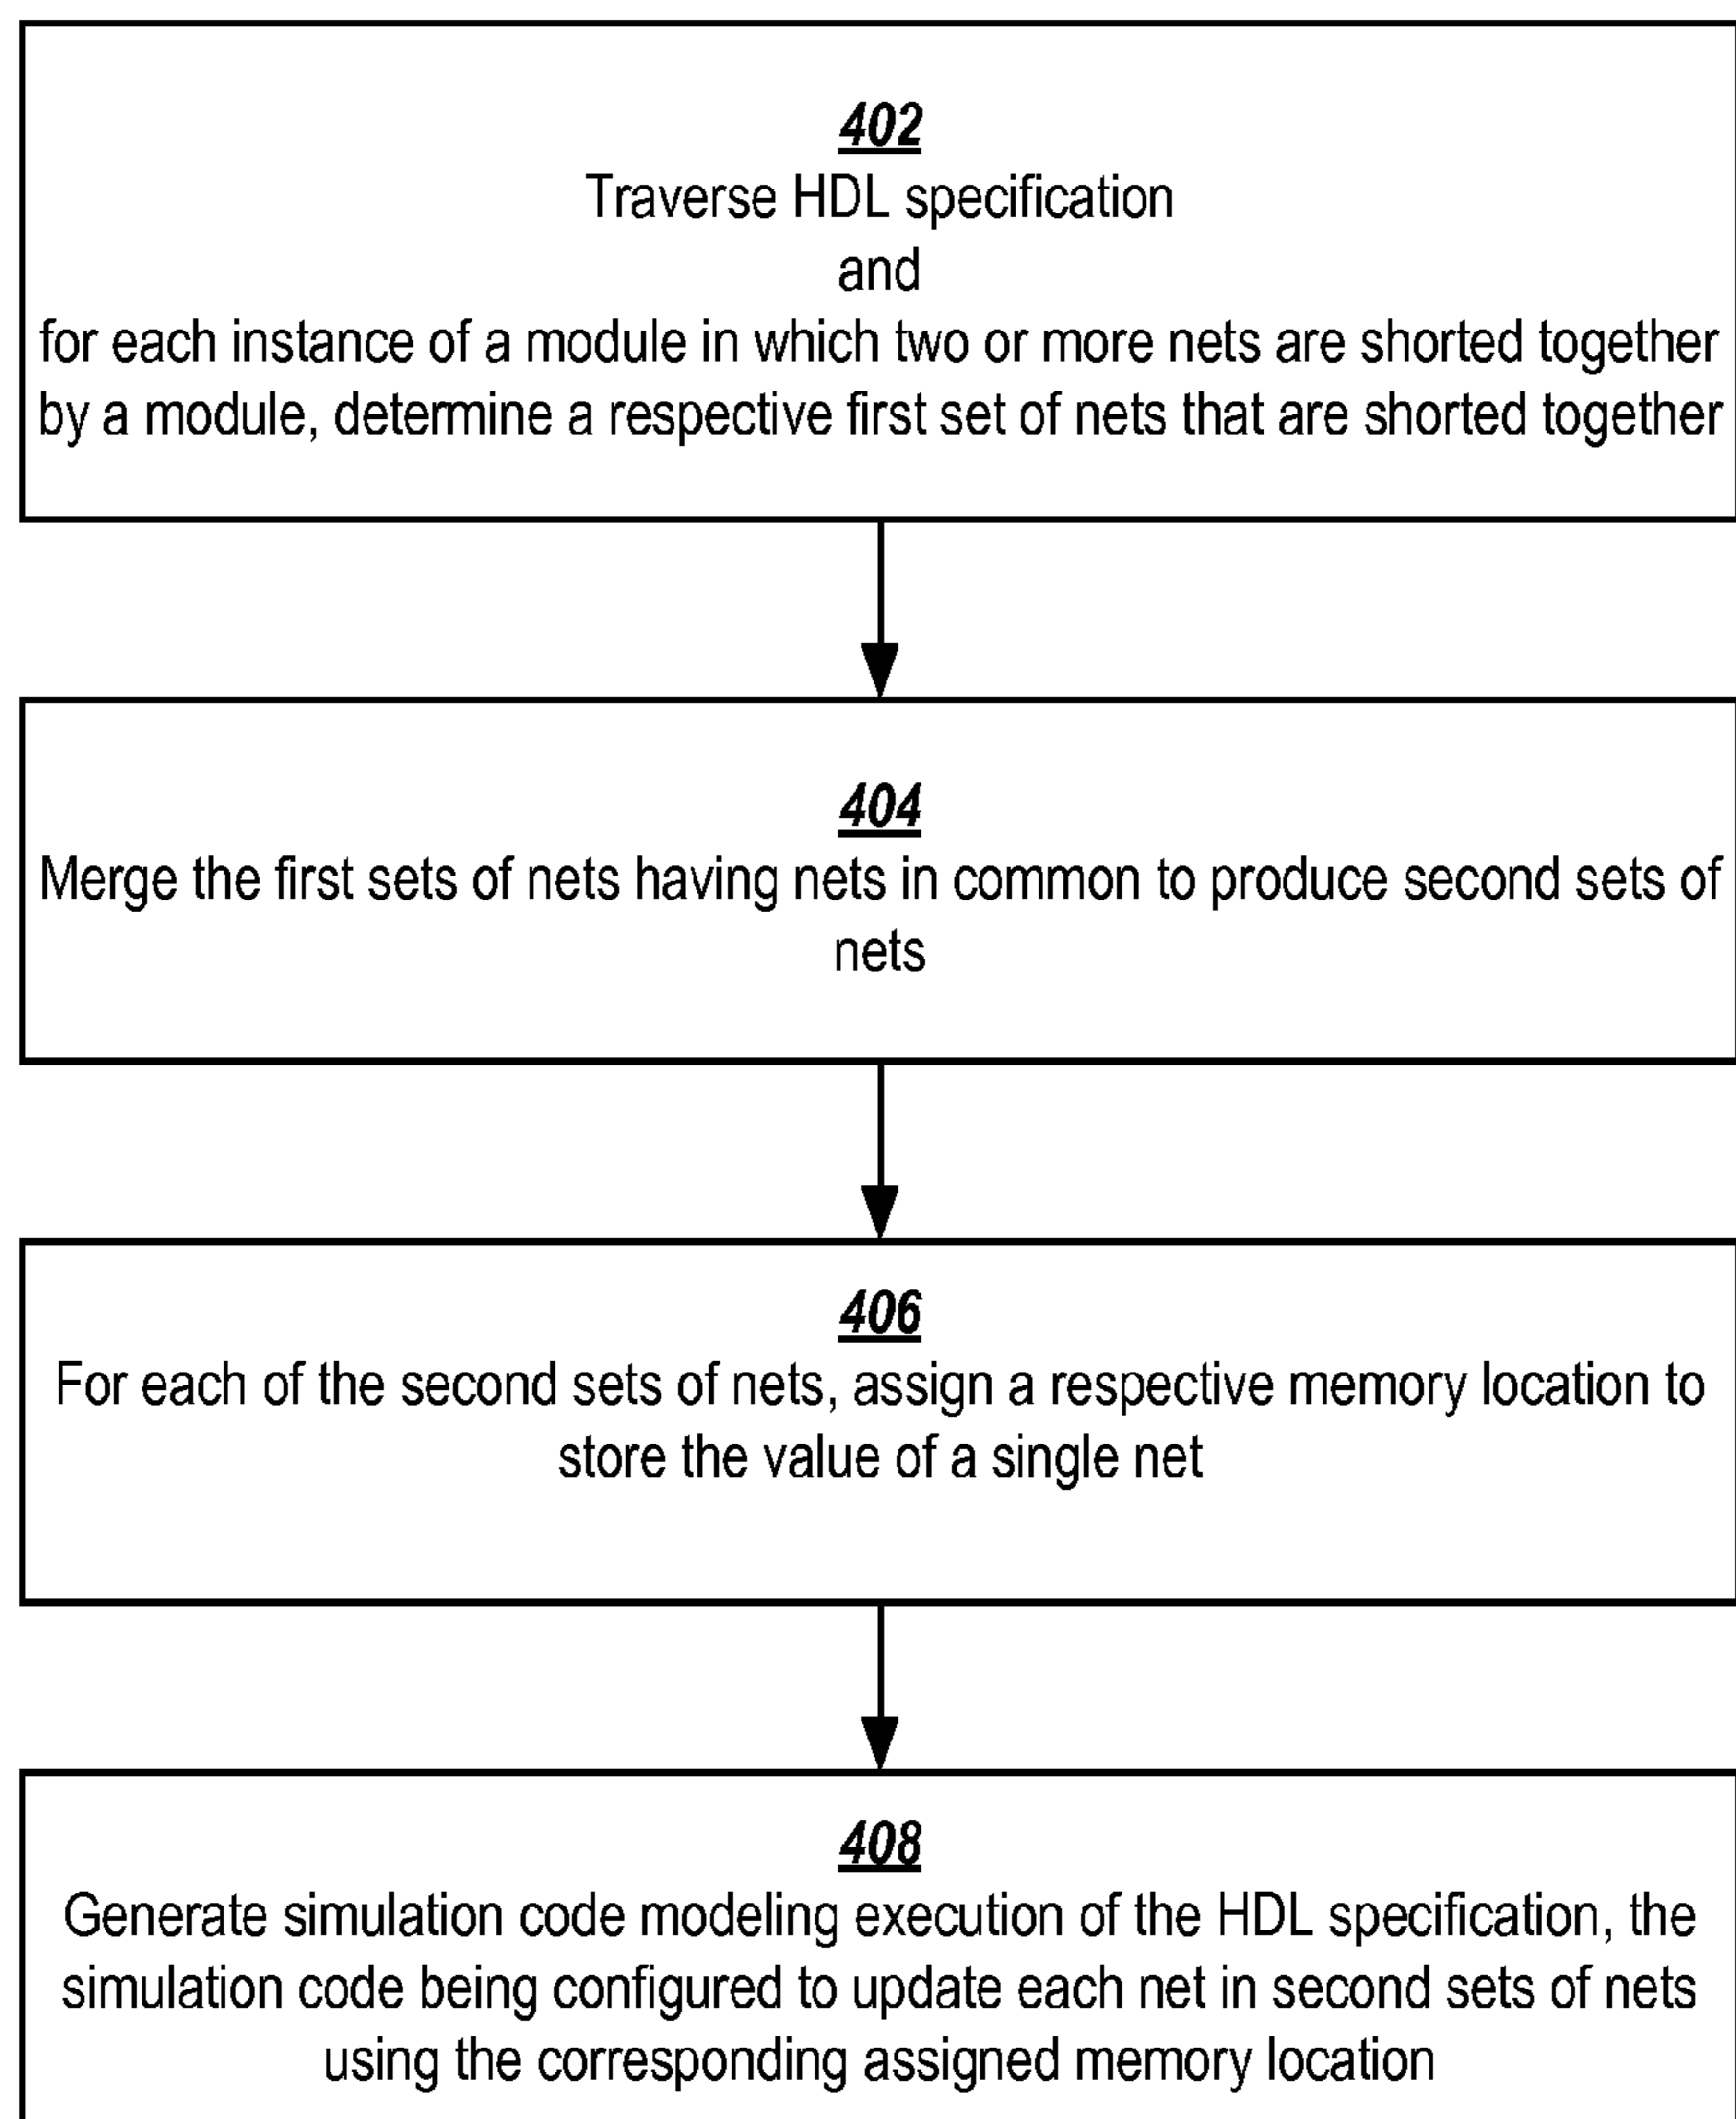 402
Traverse HDL specification
and
for each instance of a module in which two or more nets are shorted together
by a module, determine a respective first set of nets that are shorted together
404
Merge the first sets of nets having nets in common to produce second sets of
nets
406
For each of the second sets of nets, assign a respective memory location to
store the value of a single net
408
Generate simulation code modeling execution of the HDL specification, the
simulation code being configured to update each net in second sets of nets
using the corresponding assigned memory location